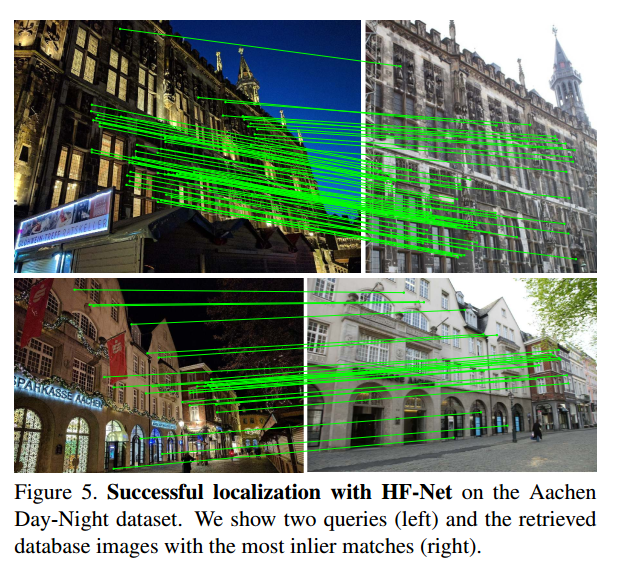 SPARKASSE AACHEN
Figure 5. Successful localization with HF-Net on the Aachen
Day-Night dataset. We show two queries (left) and the retrieved
database images with the most inlier matches (right).